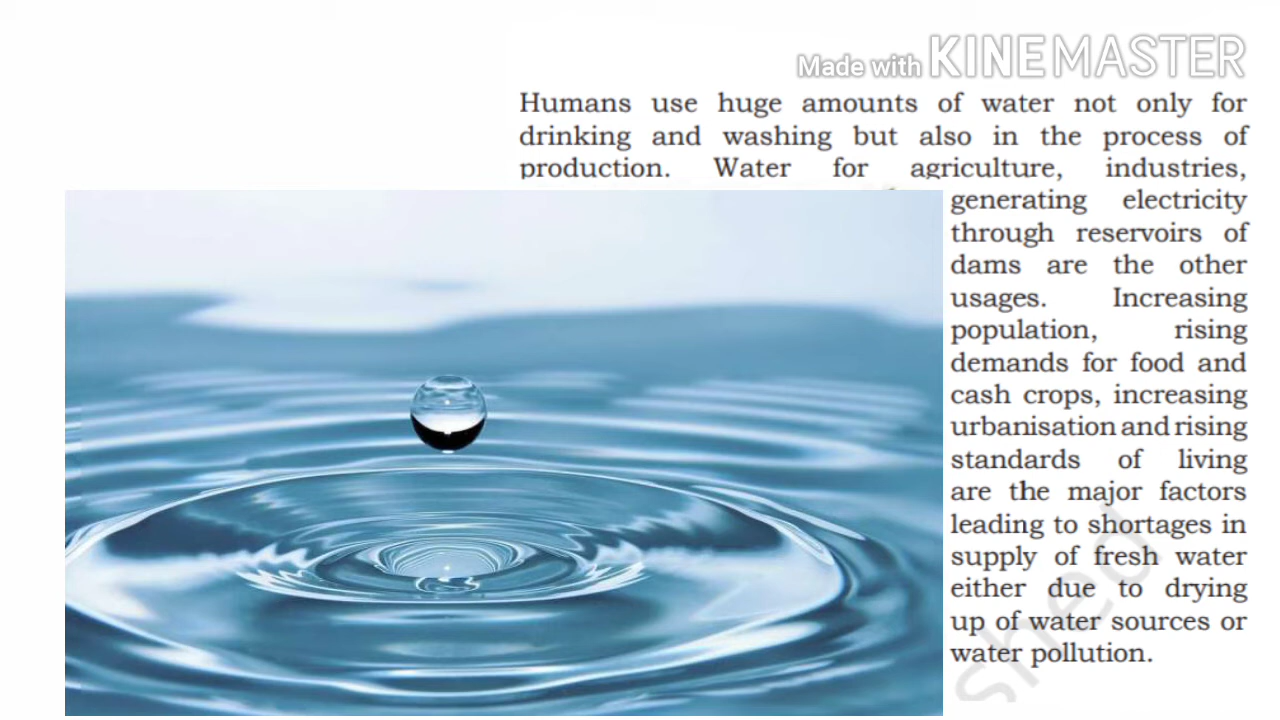 Made with KINEMASTER
Humans use huge amounts of water not only for
drinking and washing but also in the process of
production. Water for agriculture, industries,
generating electricity
through reservoirs of
dams are the other
usages. Increasing
population, rising
demands for food and
cash crops, increasing
urbanisation and rising
standards of living
are the major factors
leading to shortages in
supply of fresh water
either due to drying
up of water sources or
water pollution.
shed